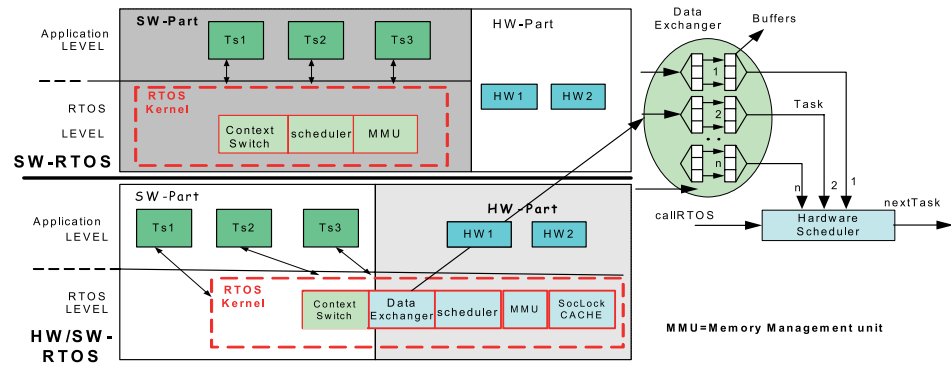 Application
LEVEL
SW-Part
Ts1
Ts2
Ts3
HW-Part
HW1
HW2
RTOS
LEVEL
RTOS
Kernel
Context
Switch
scheduler
MMU
SW-RTOS
SW-Part
Ts1
Ts2
Ts3
HW-Part
HW1
HW2
Application
LEVEL
RTOS
LEVEL
RTOS
Kernel
Context
Switch
Data
Exchanger
scheduler
MMU
SocLock
CACHE
HW/SW-
RTOS
Data
Exchanger
Buffers
1
2
. .
n
Task
n
2
1
callRTOS
Hardware
Scheduler
nextTask
MMU=Memory Management unit